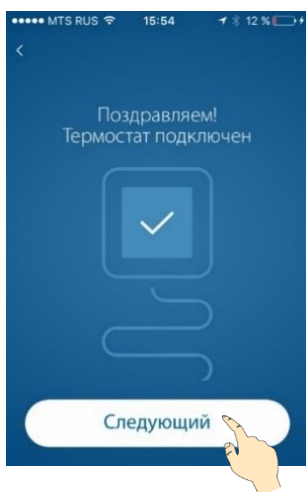 MTS RUS 15:54 12 %
Поздравляем!
Термостат подключен
Следующий